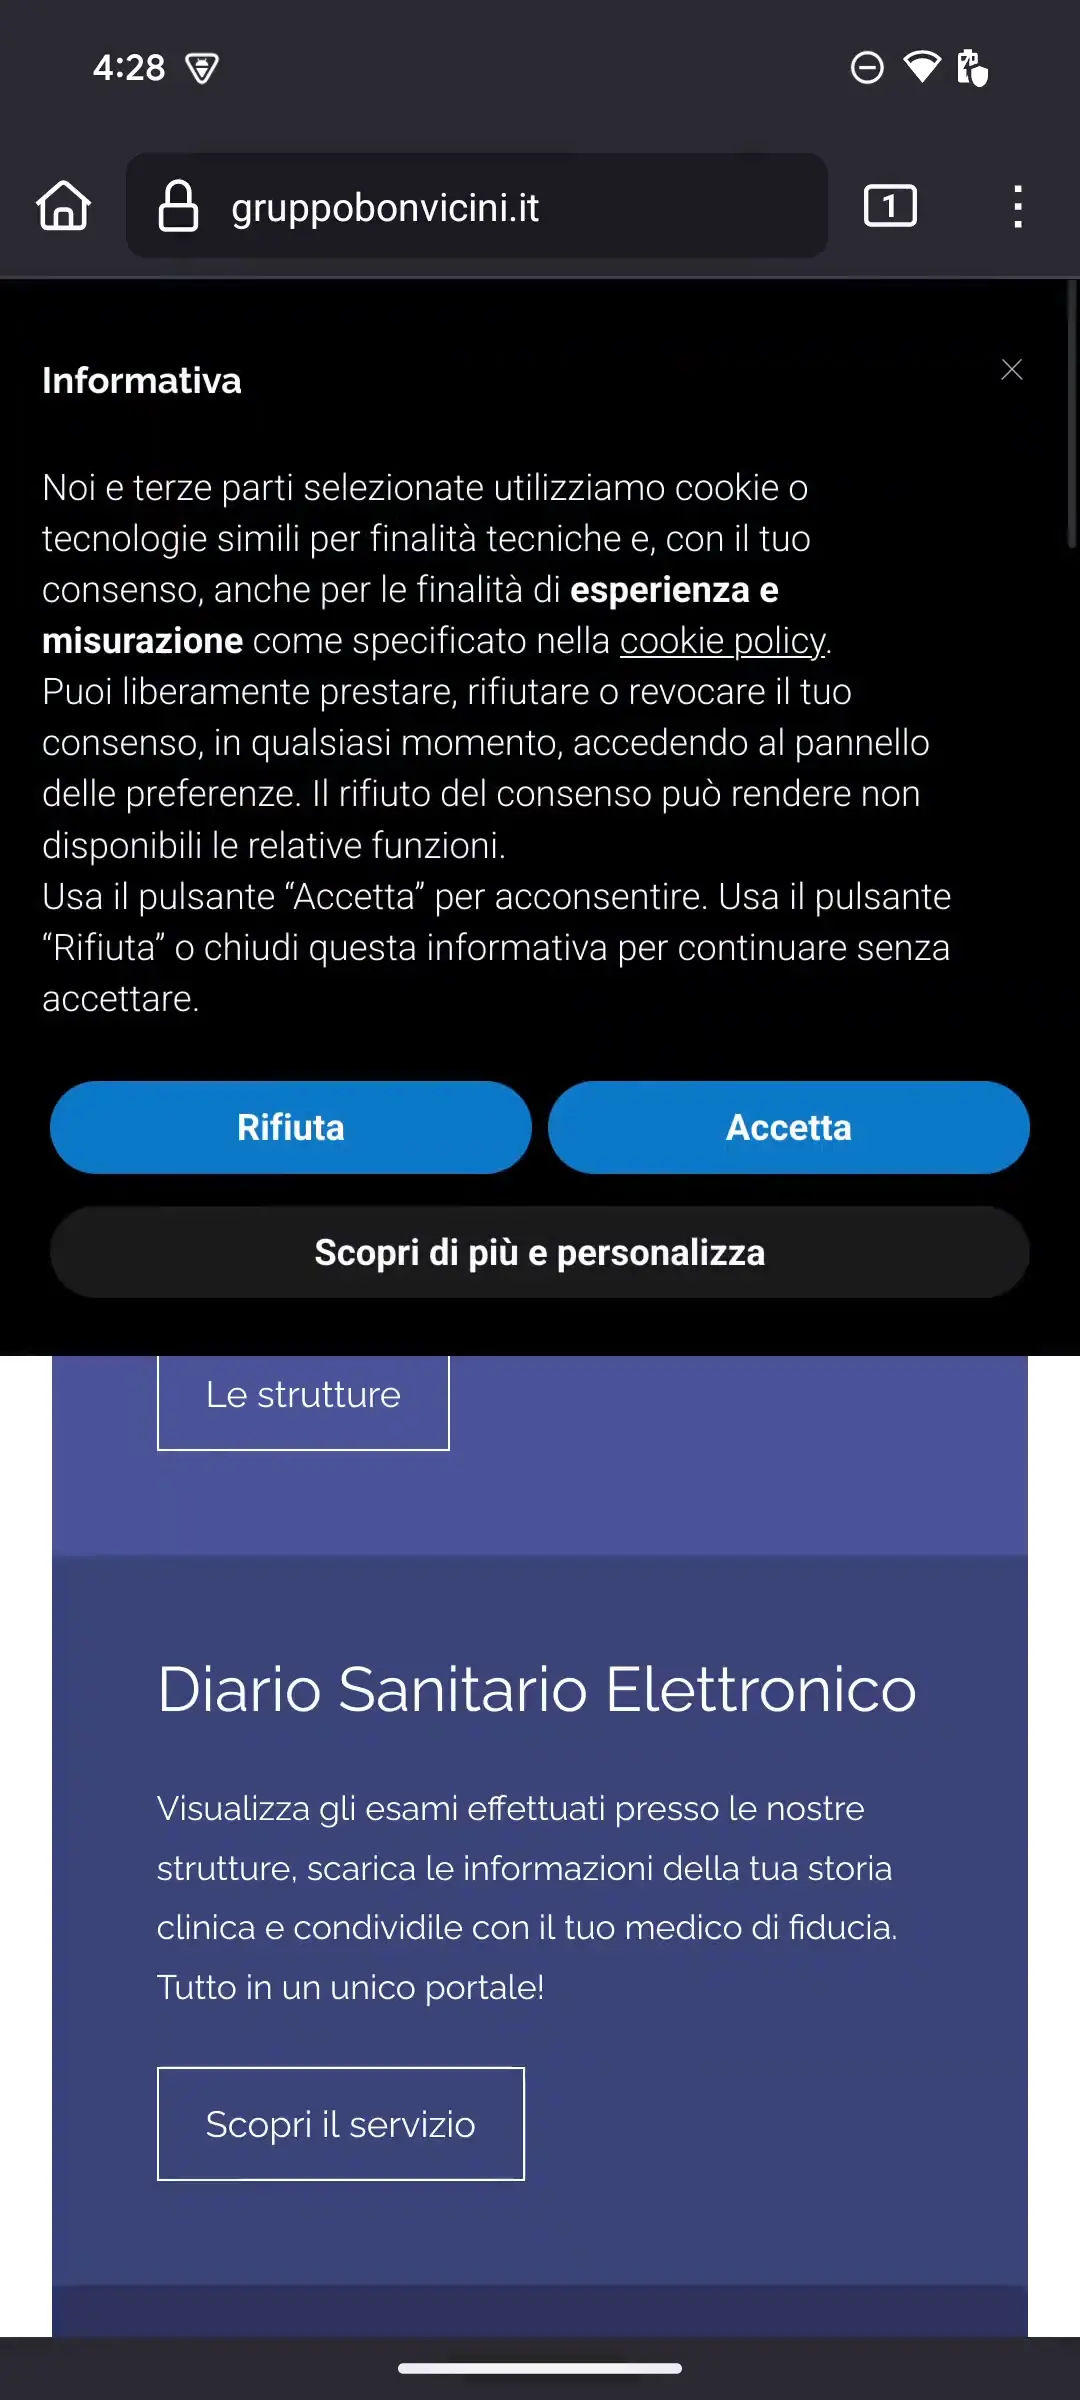 4:28
gruppobonvicini.it
1
Informativa
Noi e terze parti selezionate utilizziamo cookie o
tecnologie simili per finalità tecniche e, con il tuo
consenso, anche per le finalità di esperienza e
misurazione come specificato nella cookie policy.
Puoi liberamente prestare, rifiutare o revocare il tuo
consenso, in qualsiasi momento, accedendo al pannello
delle preferenze. Il rifiuto del consenso può rendere non
disponibili le relative funzioni.
Usa il pulsante “Accetta” per acconsentire. Usa il pulsante
“Rifiuta” o chiudi questa informativa per continuare senza
accettare.
Rifiuta
Accetta
Scopri di più e personalizza
Le strutture
Diario Sanitario Elettronico
Visualizza gli esami effettuati presso le nostre
strutture, scarica le informazioni della tua storia
clinica e condividile con il tuo medico di fiducia.
Tutto in un unico portale!
Scopri il servizio